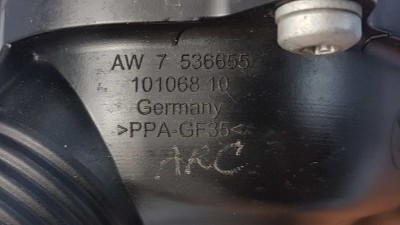 AW 7 536655
101068 10
Germany
>PPA-GF35<
ARC